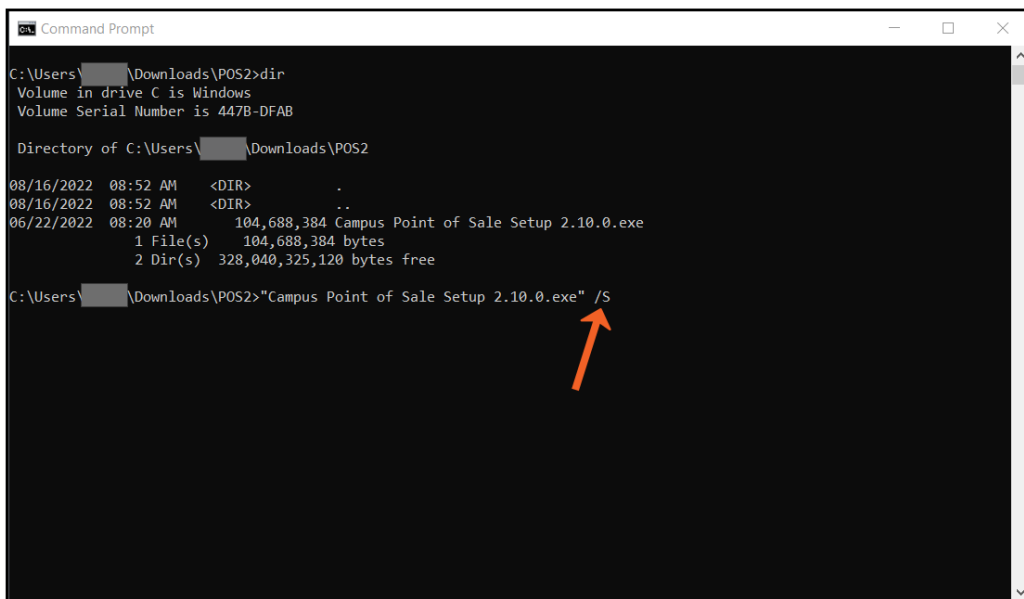 Command Prompt
C:\Users\ \Downloads\POS2>dir
 Volume in drive C is Windows
 Volume Serial Number is 447B-DFAB
 Directory of C:\Users\ \Downloads\POS2
08/16/2022  08:52 AM    <DIR>          .
08/16/2022  08:52 AM    <DIR>          ..
06/22/2022  08:20 AM       104,688,384 Campus Point of Sale Setup 2.10.0.exe
               1 File(s)    104,688,384 bytes
               2 Dir(s)  328,040,325,120 bytes free
C:\Users\ \Downloads\POS2>"Campus Point of Sale Setup 2.10.0.exe" /S